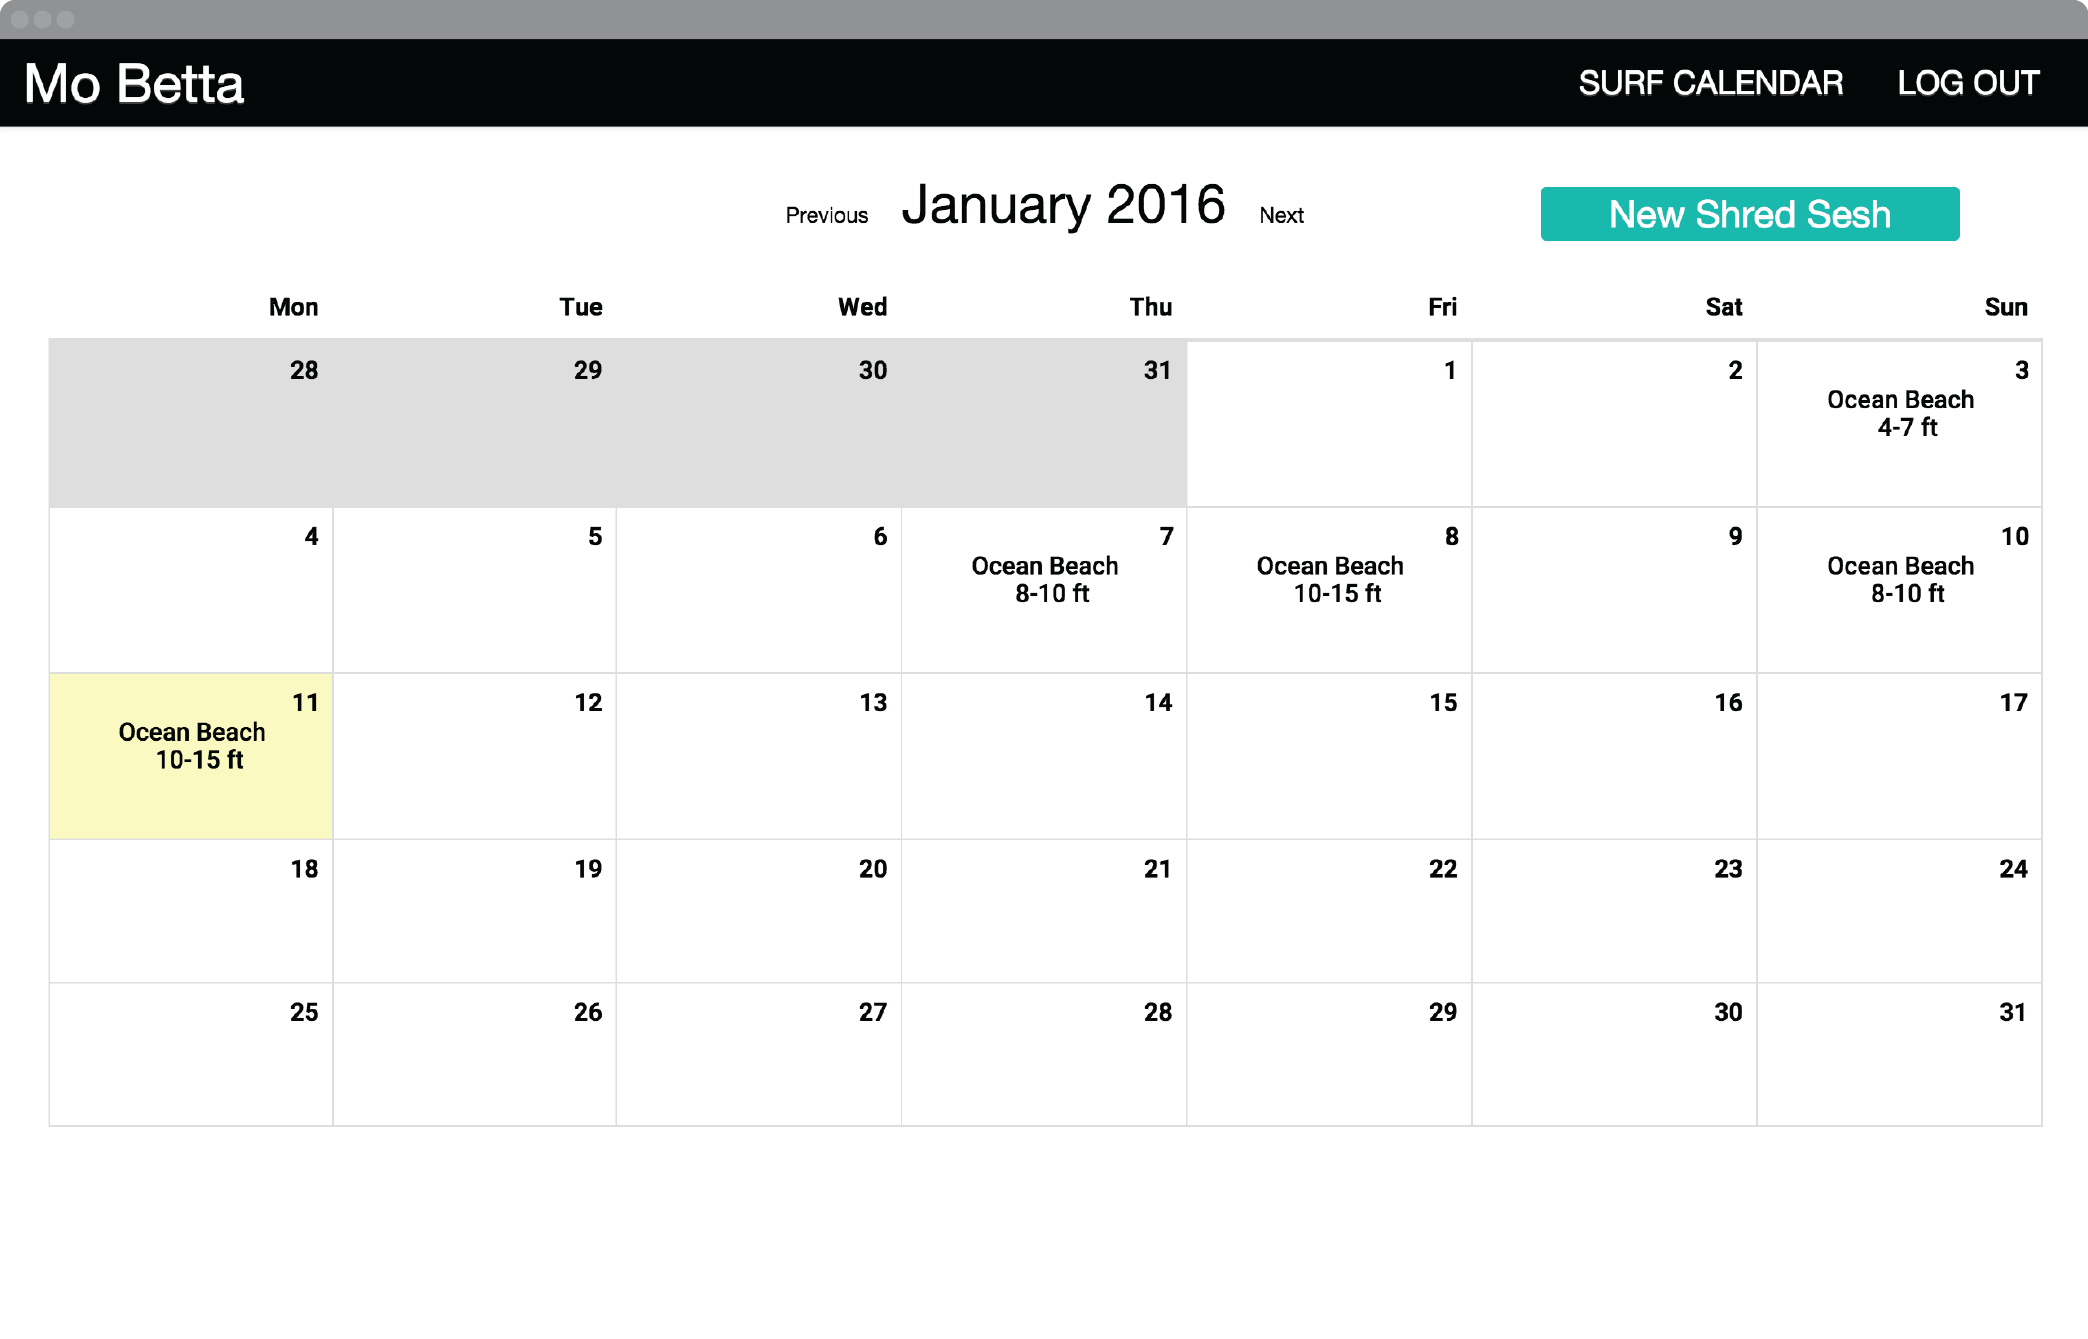 Mo Betta
SURF CALENDAR
LOG OUT
Previous
January 2016
Next
New Shred Sesh
Mon Tue Wed Thu Fri Sat Sun
28 29 30 31 1 2 3
Ocean Beach
4-7 ft
4 5 6 7 8 9 10
Ocean Beach
8-10 ft
Ocean Beach
10-15 ft
Ocean Beach
8-10 ft
11 12 13 14 15 16 17
Ocean Beach
10-15 ft
18 19 20 21 22 23 24
25 26 27 28 29 30 31